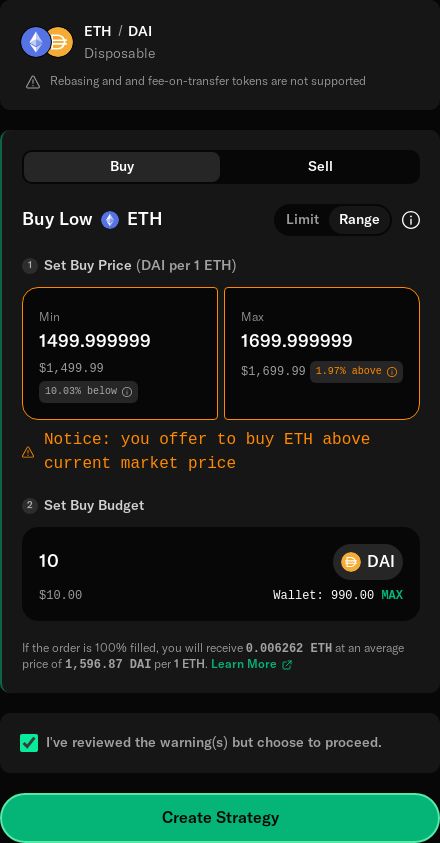 ETH / DAI
Disposable
Rebasing and and fee-on-transfer tokens are not supported
Buy
Sell
Buy Low ETH
Limit
Range
1 Set Buy Price (DAI per 1 ETH)
Min
1499.999999
$1,499.99
10.03% below
Max
1699.999999
$1,699.99 1.97% above
Notice: you offer to buy ETH above
current market price
2 Set Buy Budget
10
DAI
$10.00
Wallet: 990.00 MAX
If the order is 100% filled, you will receive 0.006262 ETH at an average
price of 1,596.87 DAI per 1 ETH. Learn More
I've reviewed the warning(s) but choose to proceed.
Create Strategy